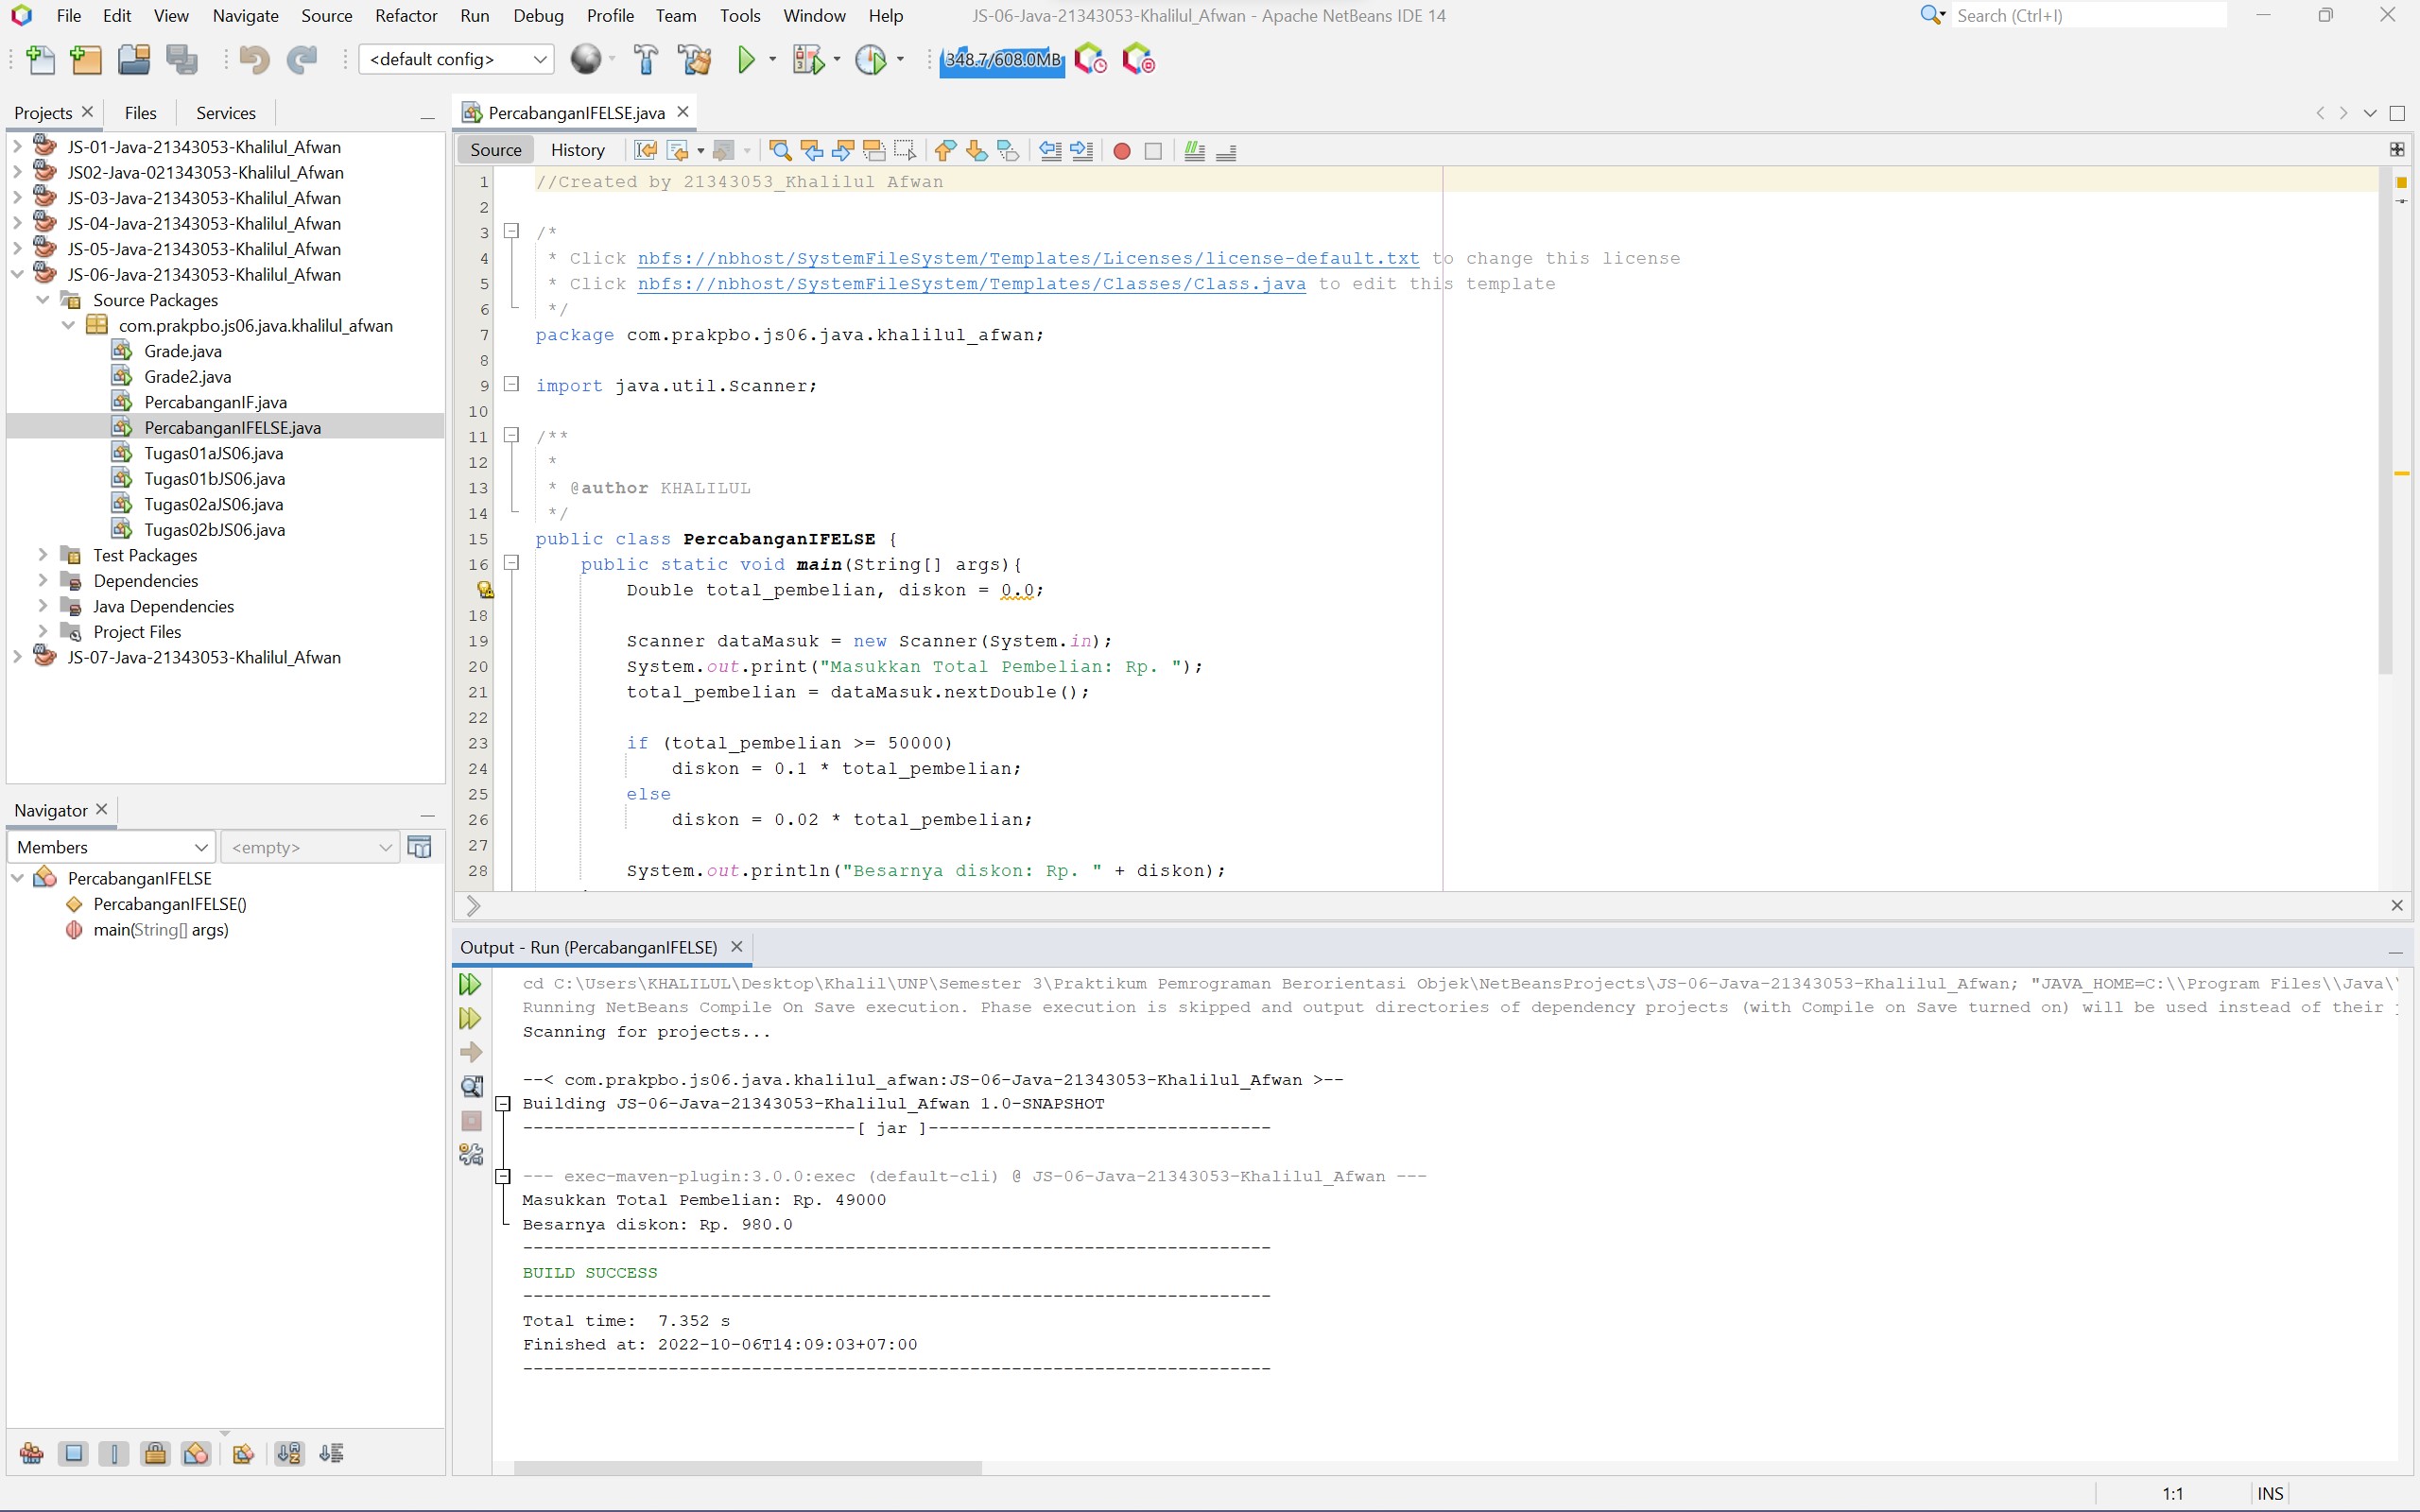 File Edit View Navigate Source Refactor Run Debug Profile Team Tools Window Help JS-06-Java-21343053-Khalilul_Afwan - Apache NetBeans IDE 14 Search (Ctrl+I)
<default config> 348.7/608.0MB
Projects Files Services
JS-01-Java-21343053-Khalilul_Afwan
JS02-Java-021343053-Khalilul_Afwan
JS-03-Java-21343053-Khalilul_Afwan
JS-04-Java-21343053-Khalilul_Afwan
JS-05-Java-21343053-Khalilul_Afwan
JS-06-Java-21343053-Khalilul_Afwan
Source Packages
com.prakpbo.js06.java.khalilul_afwan
Grade.java
Grade2.java
PercabanganIF.java
PercabanganIFELSE.java
Tugas01aJS06.java
Tugas01bJS06.java
Tugas02aJS06.java
Tugas02bJS06.java
Test Packages
Dependencies
Java Dependencies
Project Files
JS-07-Java-21343053-Khalilul_Afwan
Navigator
Members <empty>
PercabanganIFELSE
PercabanganIFELSE()
main(String[] args)
PercabanganIFELSE.java
Source History
1 //Created by 21343053_Khalilul Afwan
2
3 /*
4 * Click nbfs://nbhost/SystemFileSystem/Templates/Licenses/license-default.txt to change this license
5 * Click nbfs://nbhost/SystemFileSystem/Templates/Classes/Class.java to edit this template
6 */
7 package com.prakpbo.js06.java.khalilul_afwan;
8
9 import java.util.Scanner;
10
11 /**
12 *
13 * @author KHALILUL
14 */
15 public class PercabanganIFELSE {
16 public static void main(String[] args){
Double total_pembelian, diskon = 0.0;
18
19 Scanner dataMasuk = new Scanner(System.in);
20 System.out.print("Masukkan Total Pembelian: Rp. ");
21 total_pembelian = dataMasuk.nextDouble();
22
23 if (total_pembelian >= 50000)
24 diskon = 0.1 * total_pembelian;
25 else
26 diskon = 0.02 * total_pembelian;
27
28 System.out.println("Besarnya diskon: Rp. " + diskon);
Output - Run (PercabanganIFELSE)
cd C:\Users\KHALILUL\Desktop\Khalil\UNP\Semester 3\Praktikum Pemrograman Berorientasi Objek\NetBeansProjects\JS-06-Java-21343053-Khalilul_Afwan; "JAVA_HOME=C:\\Program Files\\Java\\
Running NetBeans Compile On Save execution. Phase execution is skipped and output directories of dependency projects (with Compile on Save turned on) will be used instead of their
Scanning for projects...
--< com.prakpbo.js06.java.khalilul_afwan:JS-06-Java-21343053-Khalilul_Afwan >--
Building JS-06-Java-21343053-Khalilul_Afwan 1.0-SNAPSHOT
--------------------------------[ jar ]---------------------------------
--- exec-maven-plugin:3.0.0:exec (default-cli) @ JS-06-Java-21343053-Khalilul_Afwan ---
Masukkan Total Pembelian: Rp. 49000
Besarnya diskon: Rp. 980.0
------------------------------------------------------------------------
BUILD SUCCESS
------------------------------------------------------------------------
Total time: 7.352 s
Finished at: 2022-10-06T14:09:03+07:00
------------------------------------------------------------------------
1:1 INS